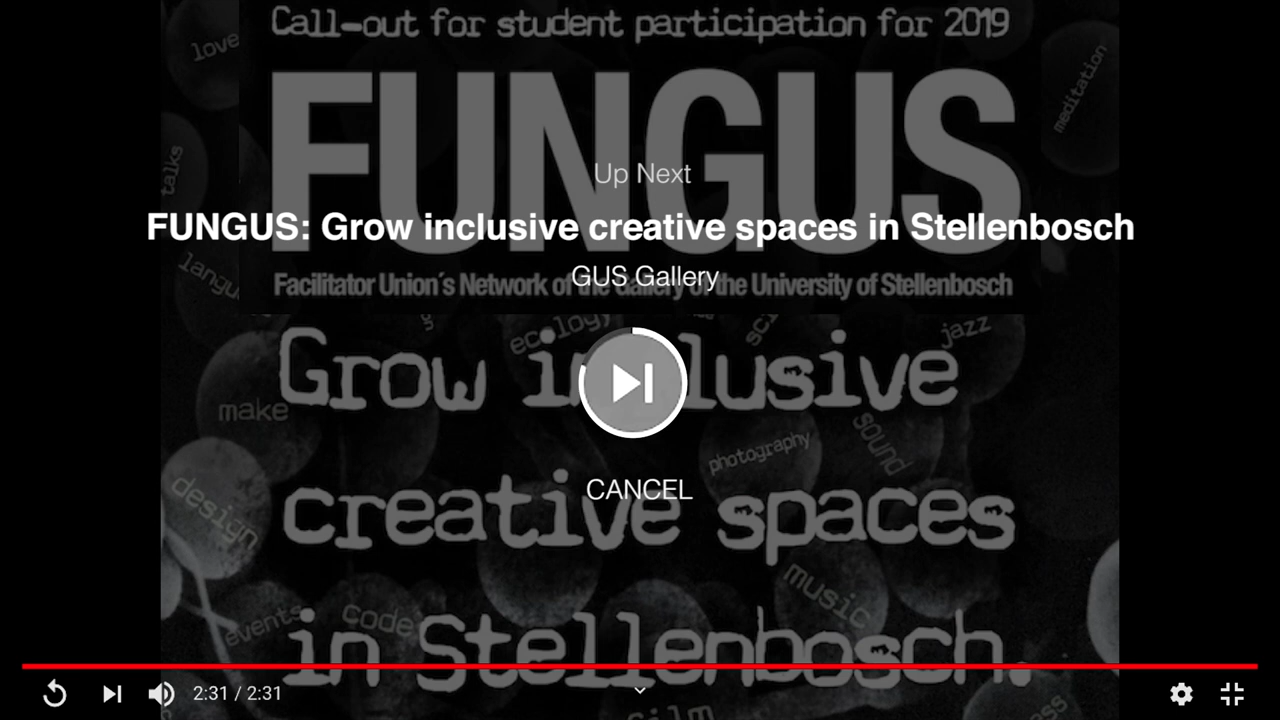 Call-out for student participation for 2019
love
meditation
FUNGUS
talks
Up Next
FUNGUS: Grow inclusive creative spaces in Stellenbosch
GUS Gallery
Facilitator Union´s Network of the Gallery of the University of Stellenbosch
ecology
jazz
Grow inclusive
make
photography
sound
CANCEL
design
creative spaces
music
events
code
in Stellenbosch.
2:31 / 2:31
film